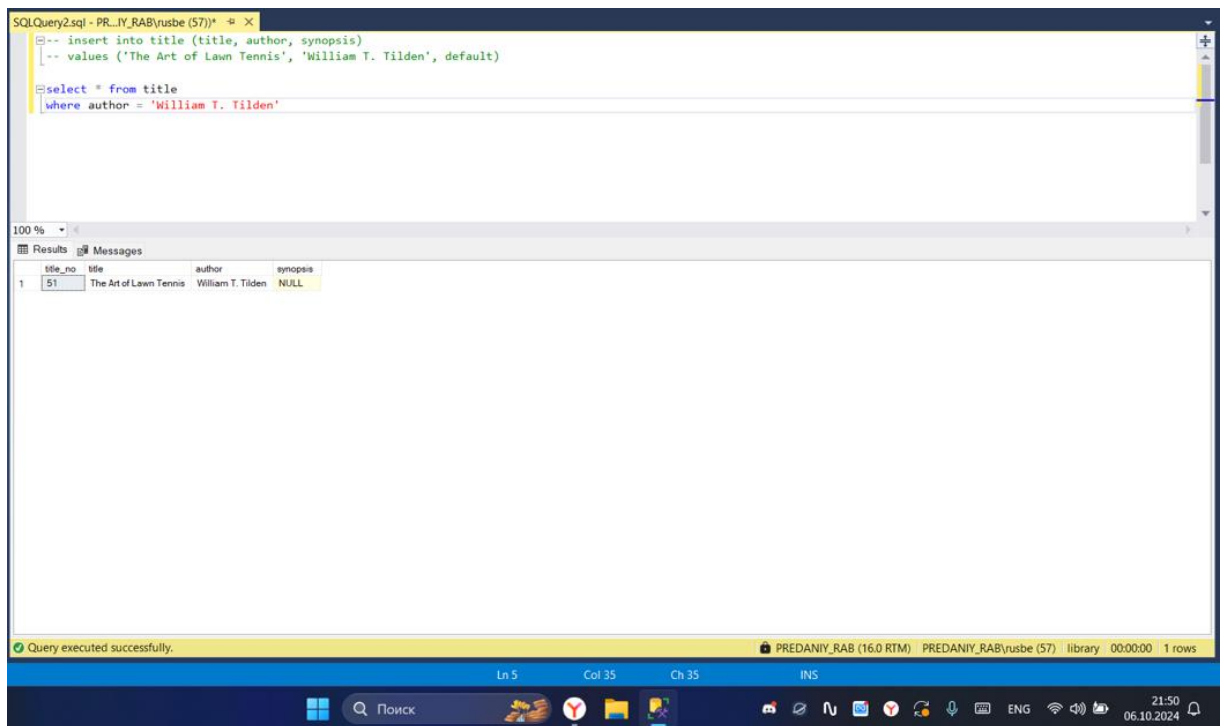 SQLQuery2.sql - PR...IY_RAB\rusbe (57))*
-- insert into title (title, author, synopsis)
-- values ('The Art of Lawn Tennis', 'William T. Tilden', default)
select * from title
where author = 'William T. Tilden'
100 %
Results Messages
title_no title author synopsis
1 51 The Art of Lawn Tennis William T. Tilden NULL
Query executed successfully. PREDANIY_RAB (16.0 RTM) PREDANIY_RAB\rusbe (57) library 00:00:00 1 rows
Ln 5 Col 35 Ch 35 INS
Поиск ENG 21:50
06.10.2024